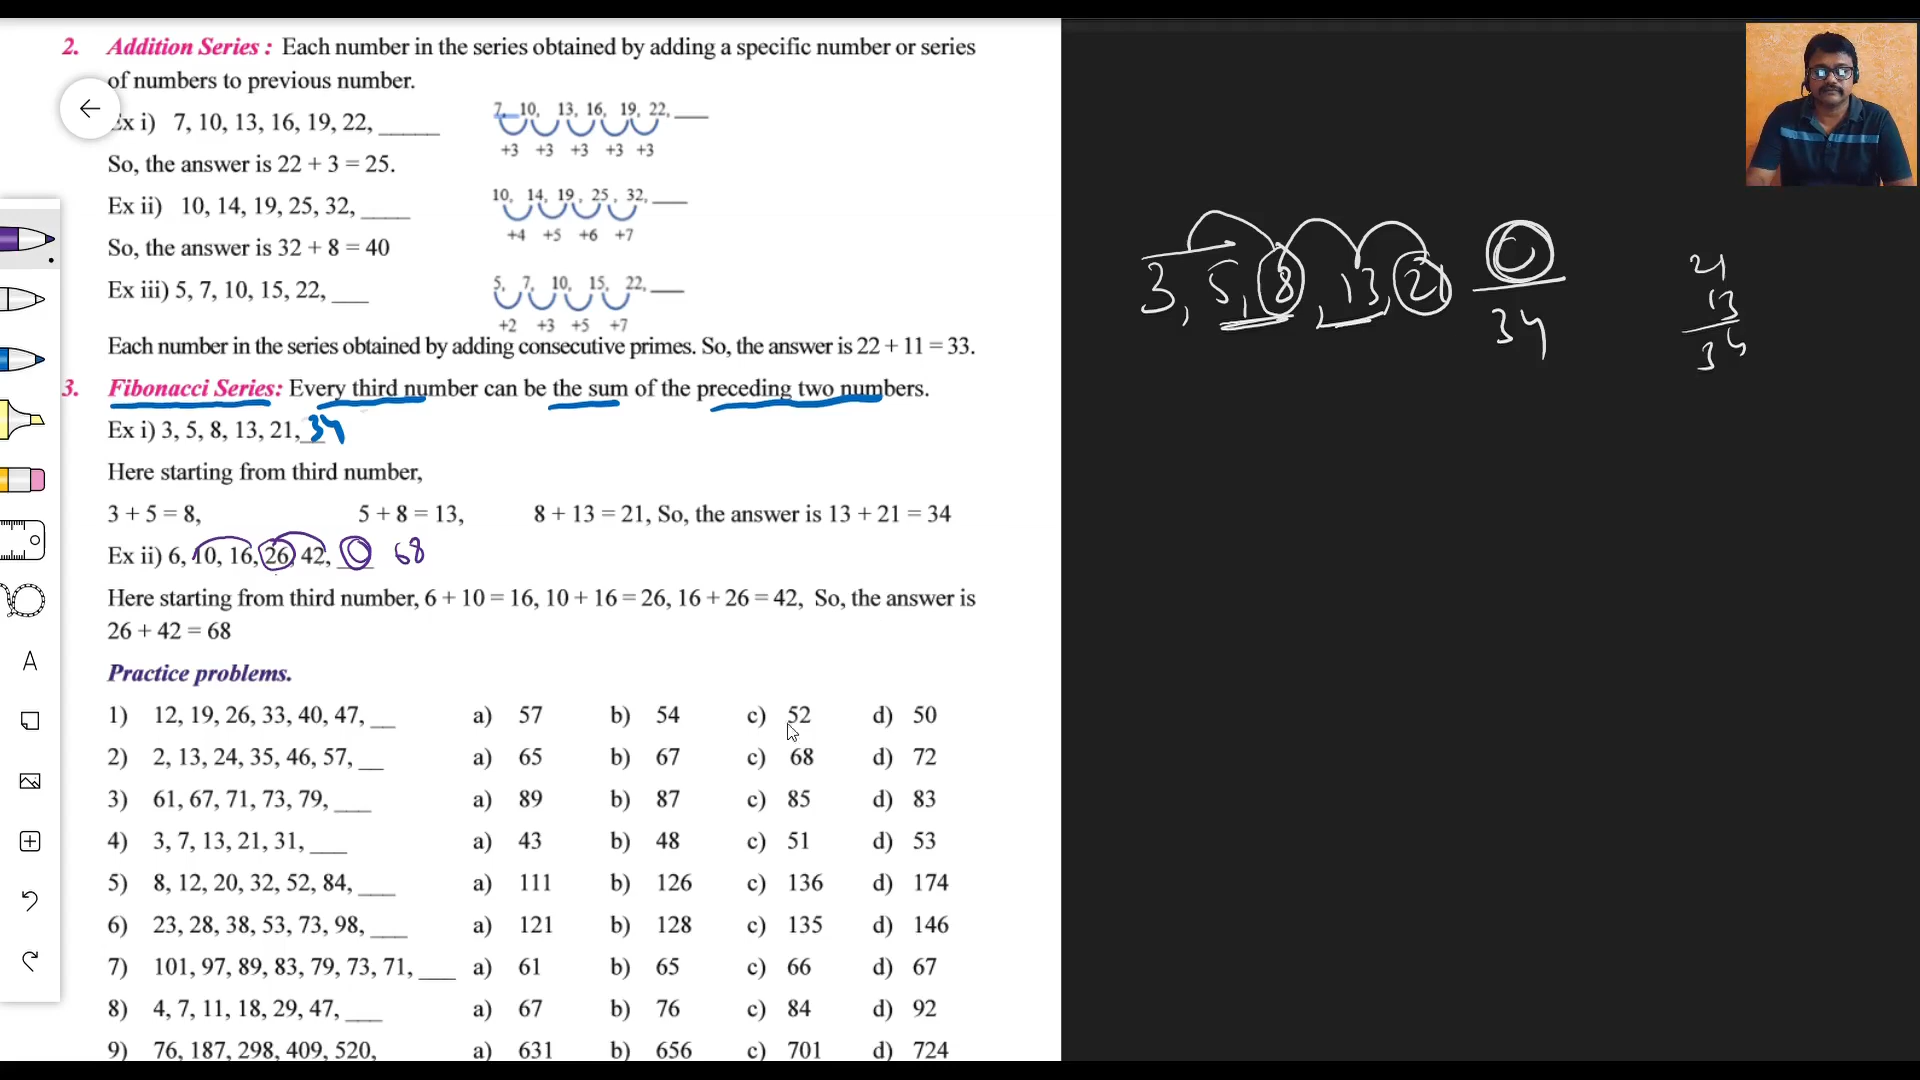 2. Addition Series : Each number in the series obtained by adding a specific number or series
of numbers to previous number.
Ex i) 7, 10, 13, 16, 19, 22, _____
7, 10, 13, 16, 19, 22, ___
+3 +3 +3 +3 +3
So, the answer is 22 + 3 = 25.
Ex ii) 10, 14, 19, 25, 32, ____
10, 14, 19, 25, 32, ___
+4 +5 +6 +7
So, the answer is 32 + 8 = 40
Ex iii) 5, 7, 10, 15, 22, ___
5, 7, 10, 15, 22, ___
+2 +3 +5 +7
Each number in the series obtained by adding consecutive primes. So, the answer is 22 + 11 = 33.
3. Fibonacci Series: Every third number can be the sum of the preceding two numbers.
Ex i) 3, 5, 8, 13, 21, 34
Here starting from third number,
3 + 5 = 8, 5 + 8 = 13, 8 + 13 = 21, So, the answer is 13 + 21 = 34
Ex ii) 6, 10, 16, 26, 42, ___ 68
Here starting from third number, 6 + 10 = 16, 10 + 16 = 26, 16 + 26 = 42, So, the answer is
26 + 42 = 68
Practice problems.
1) 12, 19, 26, 33, 40, 47, __ a) 57 b) 54 c) 52 d) 50
2) 2, 13, 24, 35, 46, 57, __ a) 65 b) 67 c) 68 d) 72
3) 61, 67, 71, 73, 79, ___ a) 89 b) 87 c) 85 d) 83
4) 3, 7, 13, 21, 31, ___ a) 43 b) 48 c) 51 d) 53
5) 8, 12, 20, 32, 52, 84, ___ a) 111 b) 126 c) 136 d) 174
6) 23, 28, 38, 53, 73, 98, ___ a) 121 b) 128 c) 135 d) 146
7) 101, 97, 89, 83, 79, 73, 71, ___ a) 61 b) 65 c) 66 d) 67
8) 4, 7, 11, 18, 29, 47, ___ a) 67 b) 76 c) 84 d) 92
9) 76, 187, 298, 409, 520, a) 631 b) 656 c) 701 d) 724
A
3, 5, 8, 13, 21
34
21
13
34